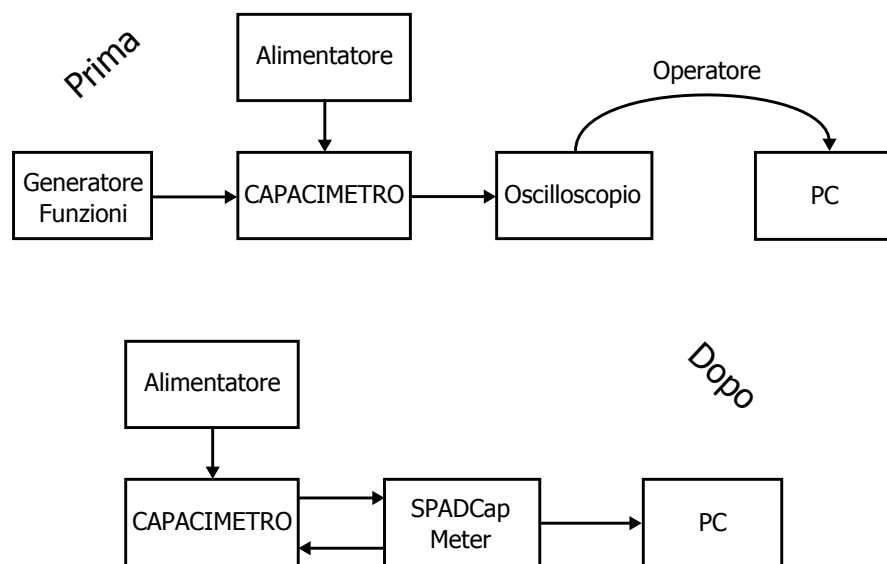 Prima
Alimentatore
Operatore
Generatore
Funzioni
CAPACIMETRO
Oscilloscopio
PC
Dopo
Alimentatore
CAPACIMETRO
SPADCap
Meter
PC